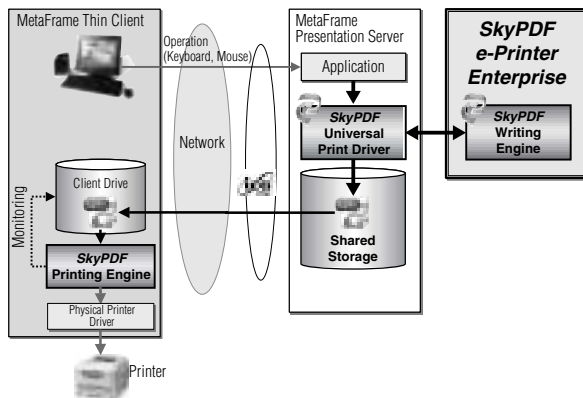 MetaFrame Thin Client
Operation
(Keyboard, Mouse)
MetaFrame
Presentation Server
Application
SkyPDF
Universal
Print Driver
Shared
Storage
SkyPDF
e-Printer
Enterprise
SkyPDF
Writing
Engine
Network
Client Drive
Monitoring
SkyPDF
Printing Engine
Physical Printer
Driver
Printer